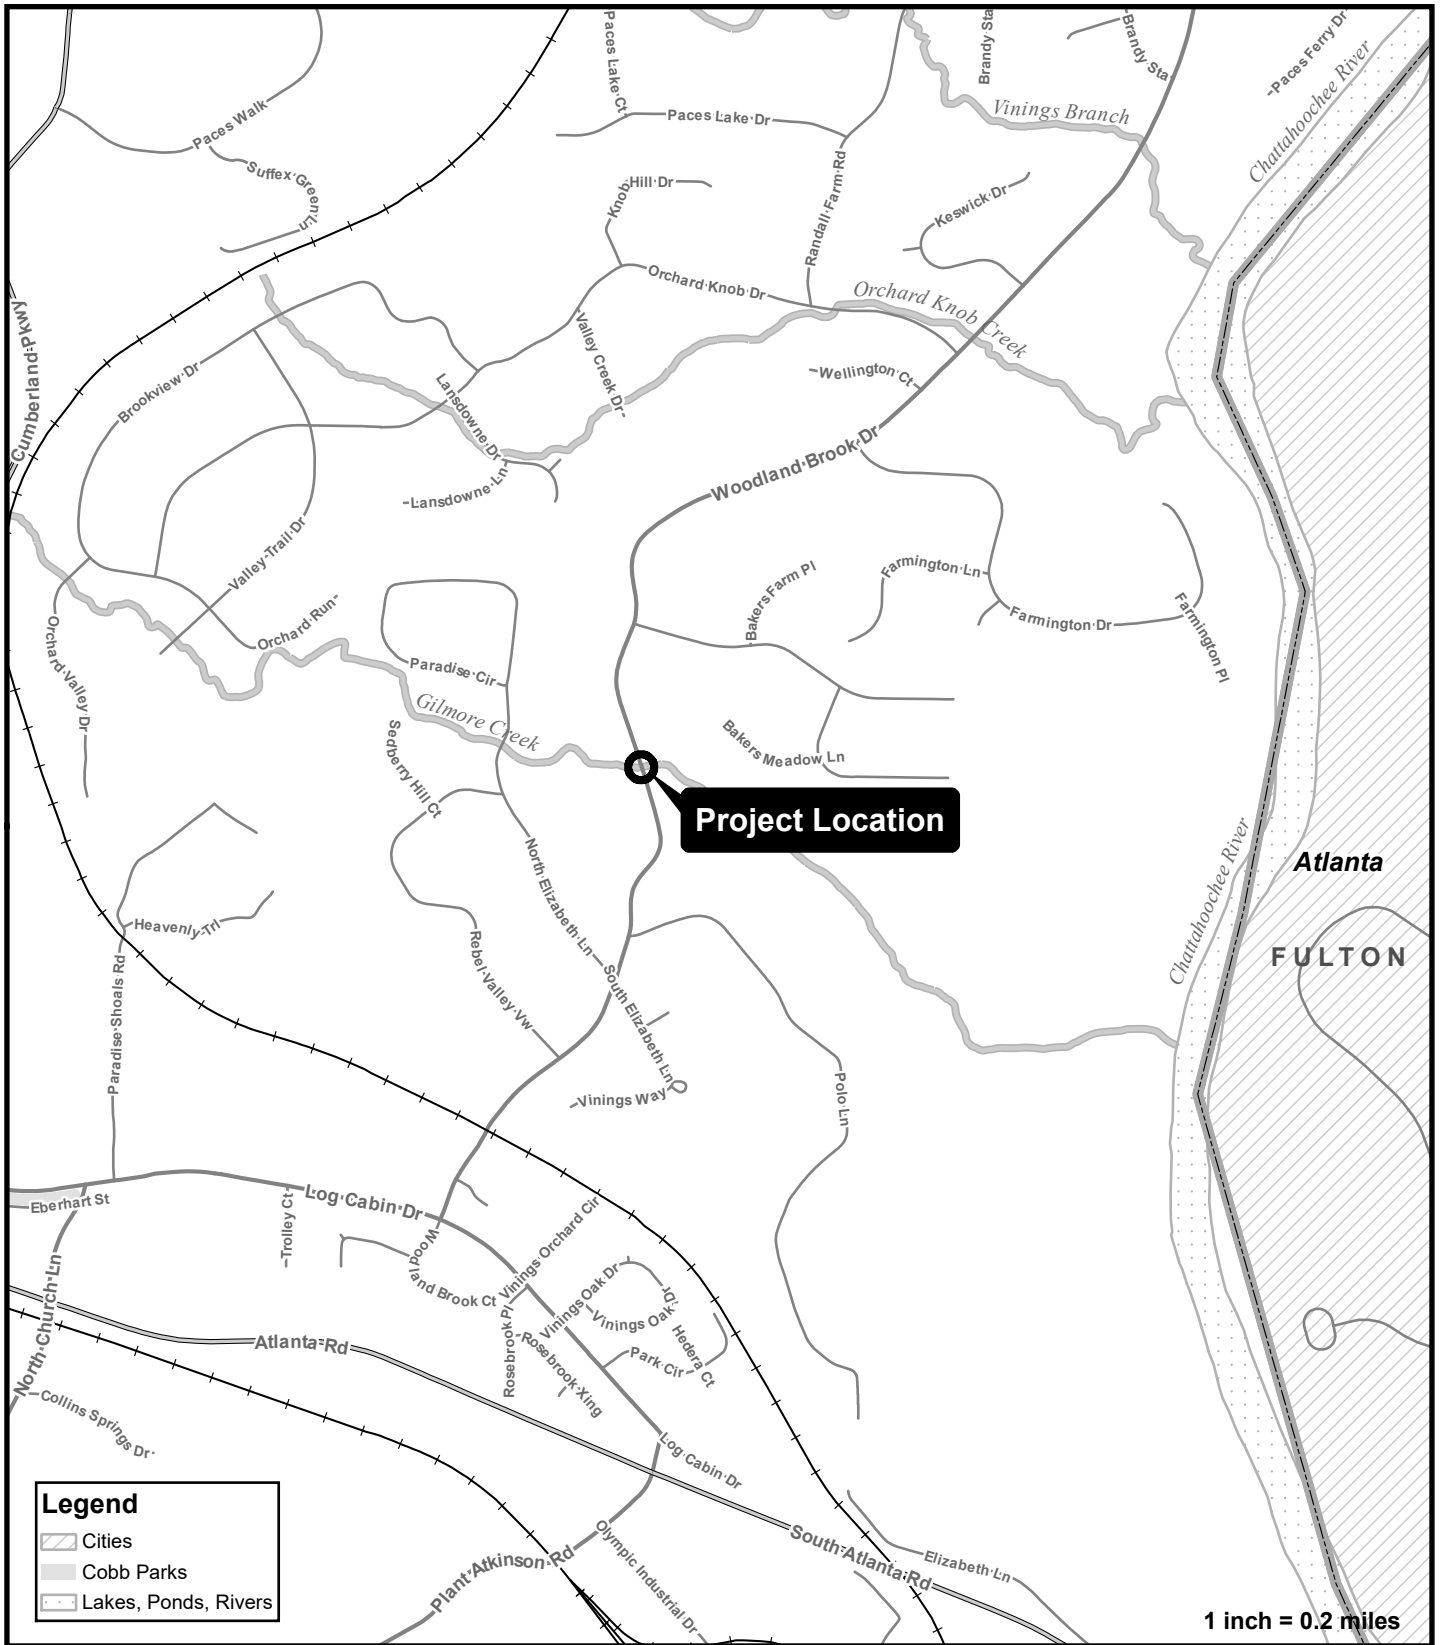 Paces Lake Ct
Brandy Sta
Brandy Sta
Paces Ferry Dr
Chattahoochee River
Paces Walk
Paces Lake Dr
Vinings Branch
Suffex Green Ln
Knob Hill Dr
Randall Farm Rd
Keswick Dr
Orchard Knob Dr
Orchard Knob Creek
Cumberland Pkwy
Valley Creek Dr
Wellington Ct
Brookview Dr
Lansdowne Dr
Woodland Brook Dr
Lansdowne Ln
Valley Trail Dr
Bakers Farm Pl
Farmington Ln
Orchard Run
Farmington Dr
Farmington Pl
Orchard Valley Dr
Paradise Cir
Gilmore Creek
Sedberry Hill Ct
Bakers Meadow Ln
Project Location
North Elizabeth Ln
Chattahoochee River
Atlanta
Heavenly Trl
Rebel Valley Vw
FULTON
Paradise Shoals Rd
South Elizabeth Ln
Vinings Way
Polo Ln
Eberhart St
Log Cabin Dr
Trolley Ct
Woodland Brook Ct
Vinings Orchard Cir
North Church Ln
Vinings Oak Dr
Vinings Oak Dr
Atlanta Rd
Rosebrook Pl
Rosebrook Xing
Park Cir
Hedera Ct
Collins Springs Dr
Log Cabin Dr
Legend
Cities
Cobb Parks
Lakes, Ponds, Rivers
Plant Atkinson Rd
Olympic Industrial Dr
South Atlanta Rd
Elizabeth Ln
1 inch = 0.2 miles